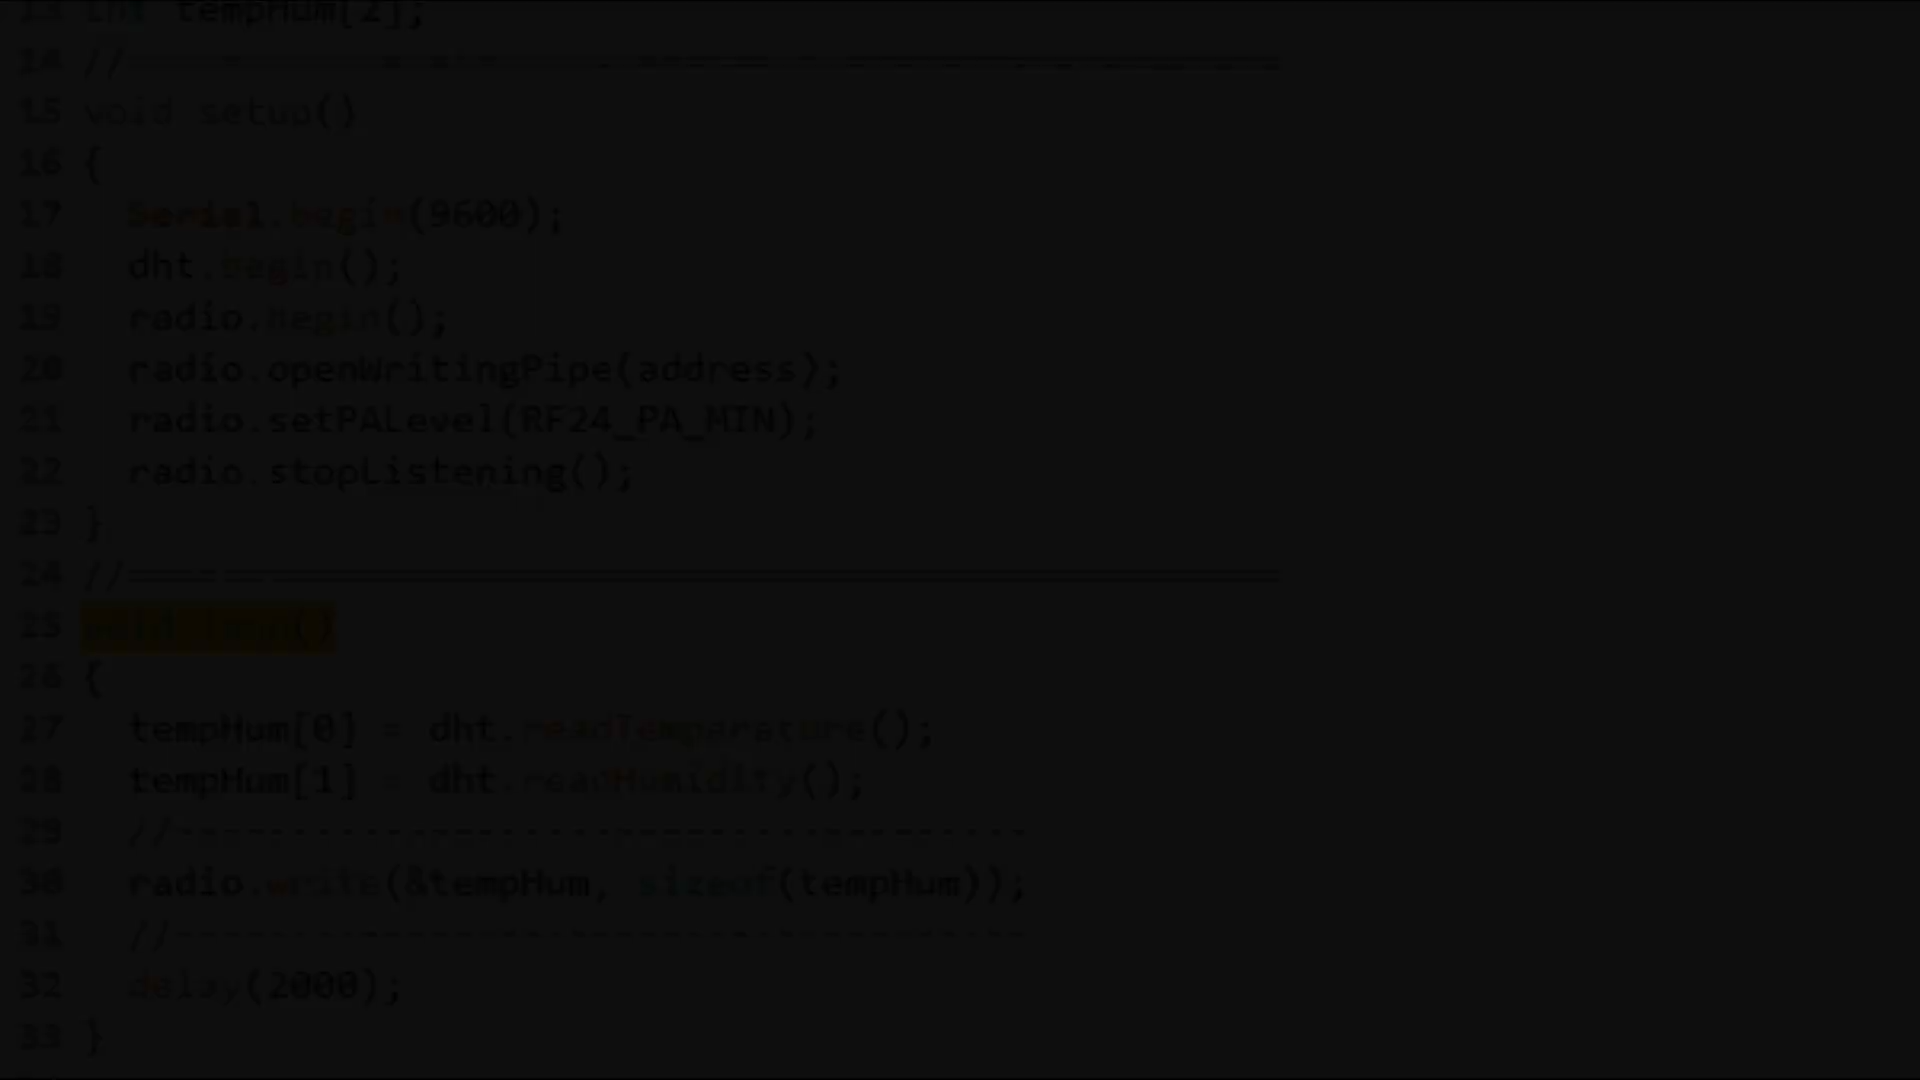 13 int tempHum[2];
14 //============================================
15 void setup()
16 {
17 Serial.begin(9600);
18 dht.begin();
19 radio.begin();
20 radio.openWritingPipe(address);
21 radio.setPALevel(RF24_PA_MIN);
22 radio.stopListening();
23 }
24 //============================================
25 void loop()
26 {
27 tempHum[0] = dht.readTemperature();
28 tempHum[1] = dht.readHumidity();
29 //-------------------------------------
30 radio.write(&tempHum, sizeof(tempHum));
31 //-------------------------------------
32 delay(2000);
33 }